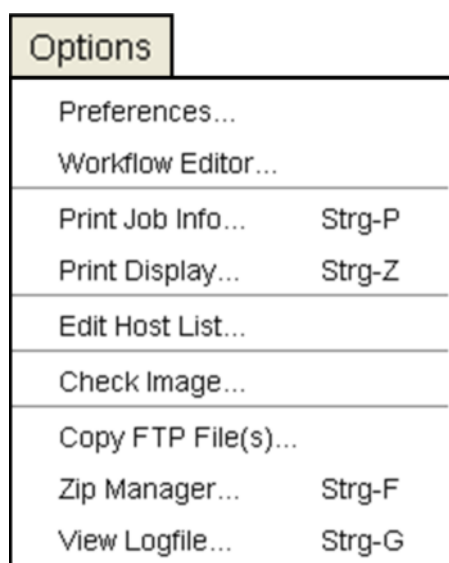 Options
Preferences...
Workflow Editor...
Print Job Info... Strg-P
Print Display... Strg-Z
Edit Host List...
Check Image...
Copy FTP File(s)...
Zip Manager... Strg-F
View Logfile... Strg-G